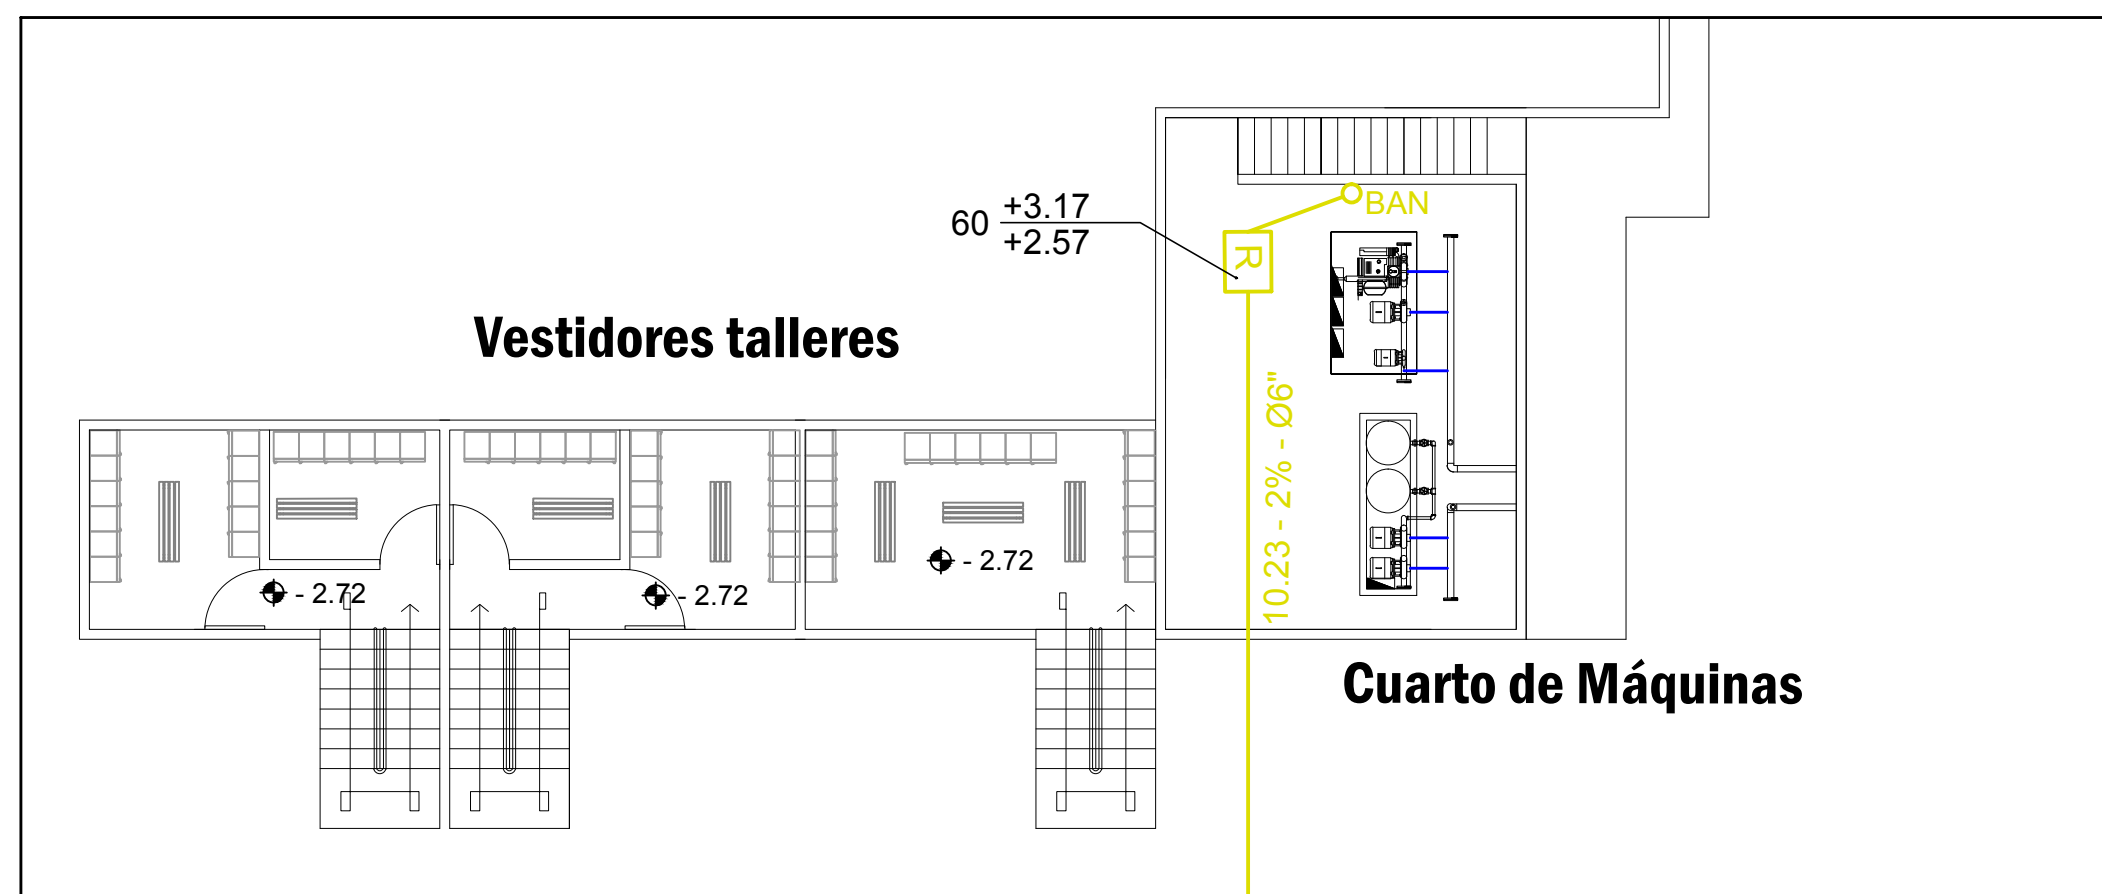 +3.17
60
+2.57
BAN
R
Vestidores talleres
10.23 - 2% - Ø6"
- 2.72
- 2.72
- 2.72
Cuarto de Máquinas